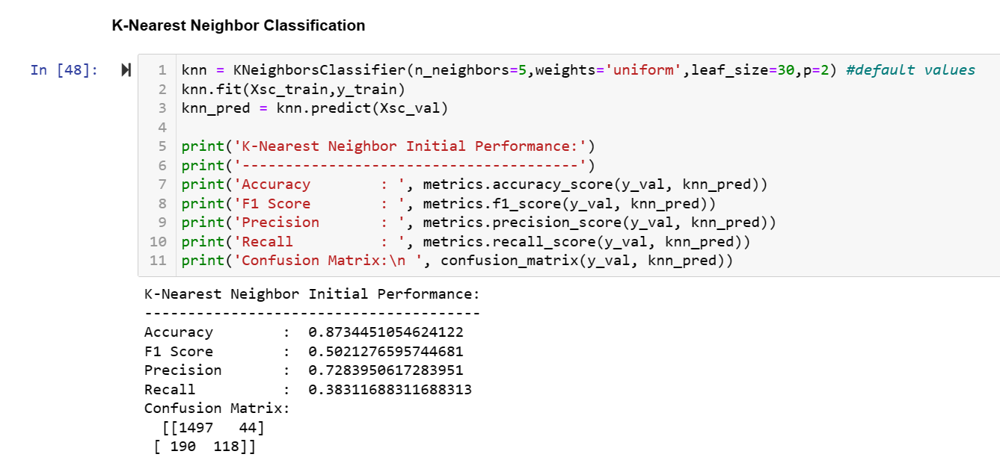 K-Nearest Neighbor Classification
In [48]:
1 knn = KNeighborsClassifier(n_neighbors=5,weights='uniform',leaf_size=30,p=2) #default values
2 knn.fit(Xsc_train,y_train)
3 knn_pred = knn.predict(Xsc_val)
4
5 print('K-Nearest Neighbor Initial Performance:')
6 print('---------------------------------------')
7 print('Accuracy        : ', metrics.accuracy_score(y_val, knn_pred))
8 print('F1 Score        : ', metrics.f1_score(y_val, knn_pred))
9 print('Precision       : ', metrics.precision_score(y_val, knn_pred))
10 print('Recall          : ', metrics.recall_score(y_val, knn_pred))
11 print('Confusion Matrix:\n ', confusion_matrix(y_val, knn_pred))
K-Nearest Neighbor Initial Performance:
---------------------------------------
Accuracy        :  0.8734451054624122
F1 Score        :  0.5021276595744681
Precision       :  0.7283950617283951
Recall          :  0.38311688311688313
Confusion Matrix:
  [[1497   44]
 [ 190  118]]